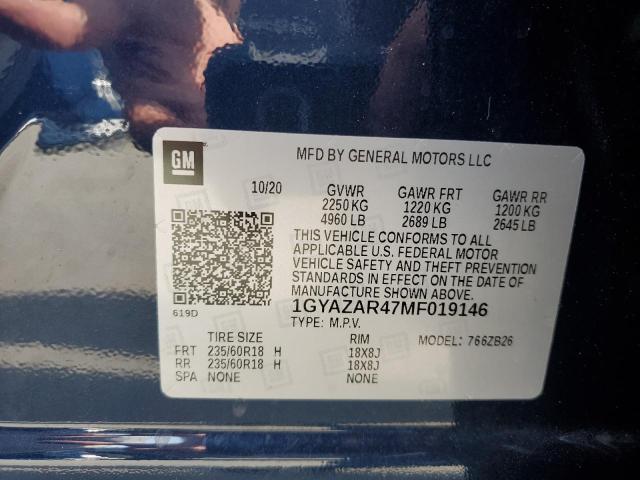 GM
MFD BY GENERAL MOTORS LLC
10/20 GVWR GAWR FRT GAWR RR
2250 KG 1220 KG 1200 KG
4960 LB 2689 LB 2645 LB
THIS VEHICLE CONFORMS TO ALL
APPLICABLE U.S. FEDERAL MOTOR
VEHICLE SAFETY AND THEFT PREVENTION
STANDARDS IN EFFECT ON THE DATE OF
MANUFACTURE SHOWN ABOVE.
619D 1GYAZAR47MF019146
TYPE: M.P.V.
TIRE SIZE RIM MODEL: 766ZB26
FRT 235/60R18 H 18X8J
RR 235/60R18 H 18X8J
SPA NONE NONE